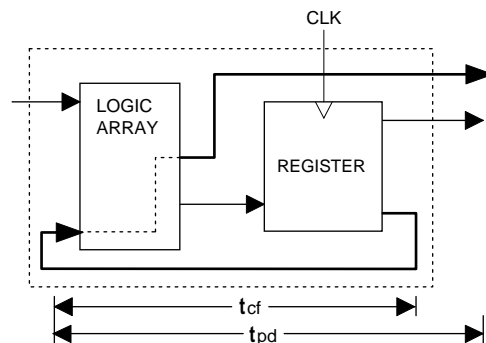 CLK
LOGIC
ARRAY
REGISTER
tcf
tpd